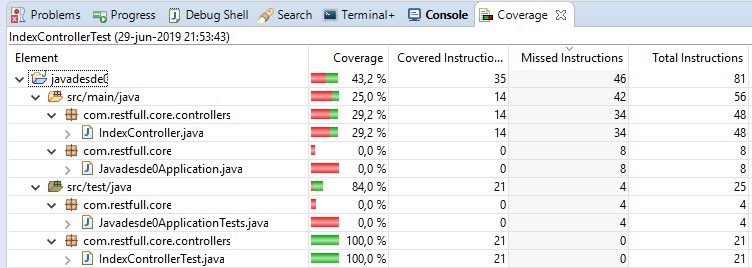 Problems Progress Debug Shell Search Terminal+ Console Coverage
IndexControllerTest (29-jun-2019 21:53:43)
Element Coverage Covered Instructio... Missed Instructions Total Instructions
javadesde0 43,2 % 35 46 81
src/main/java 25,0 % 14 42 56
com.restfull.core.controllers 29,2 % 14 34 48
IndexController.java 29,2 % 14 34 48
com.restfull.core 0,0 % 0 8 8
Javadesde0Application.java 0,0 % 0 8 8
src/test/java 84,0 % 21 4 25
com.restfull.core 0,0 % 0 4 4
Javadesde0ApplicationTests.java 0,0 % 0 4 4
com.restfull.core.controllers 100,0 % 21 0 21
IndexControllerTest.java 100,0 % 21 0 21